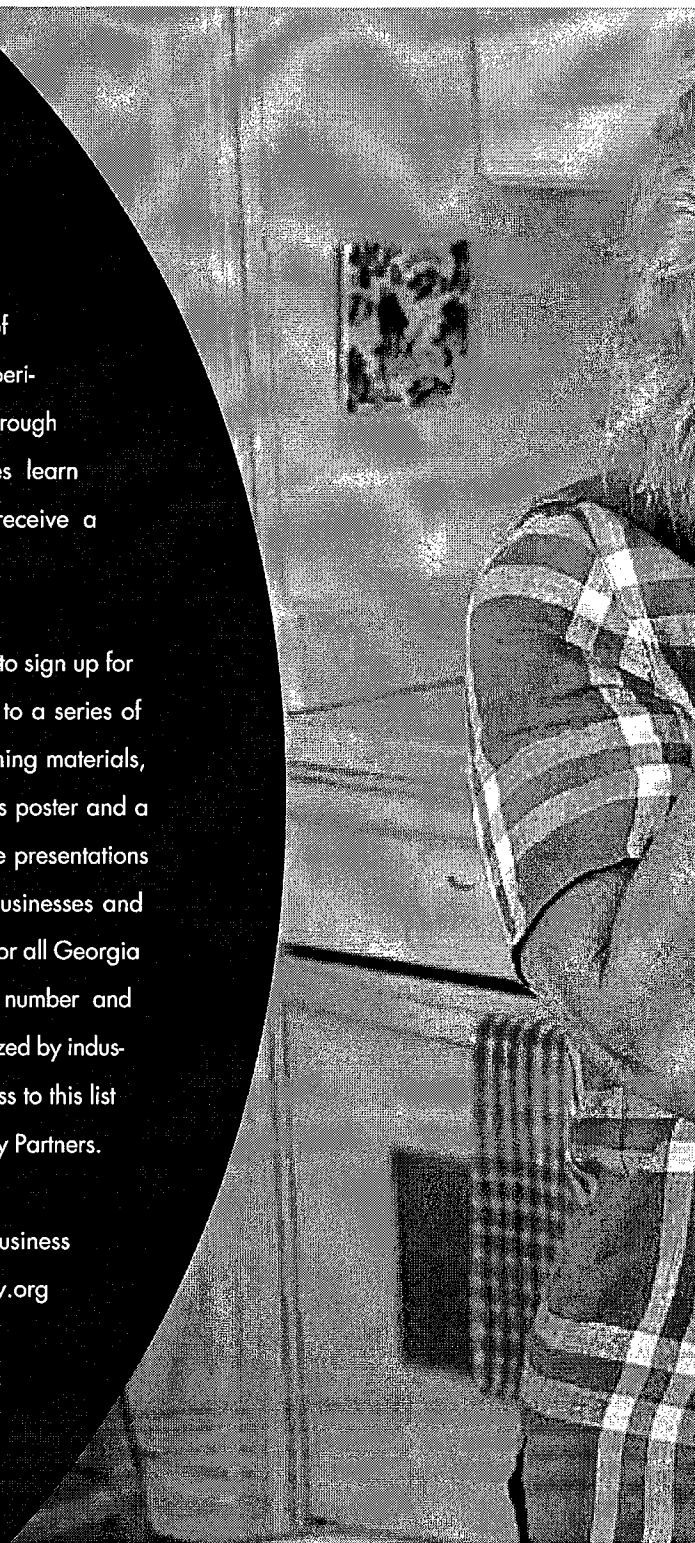 of
peri-
rough
es learn
receive a
to sign up for
to a series of
ning materials,
s poster and a
e presentations
usinesses and
or all Georgia
number and
zed by indus-
ss to this list
y Partners.
usiness
y.org